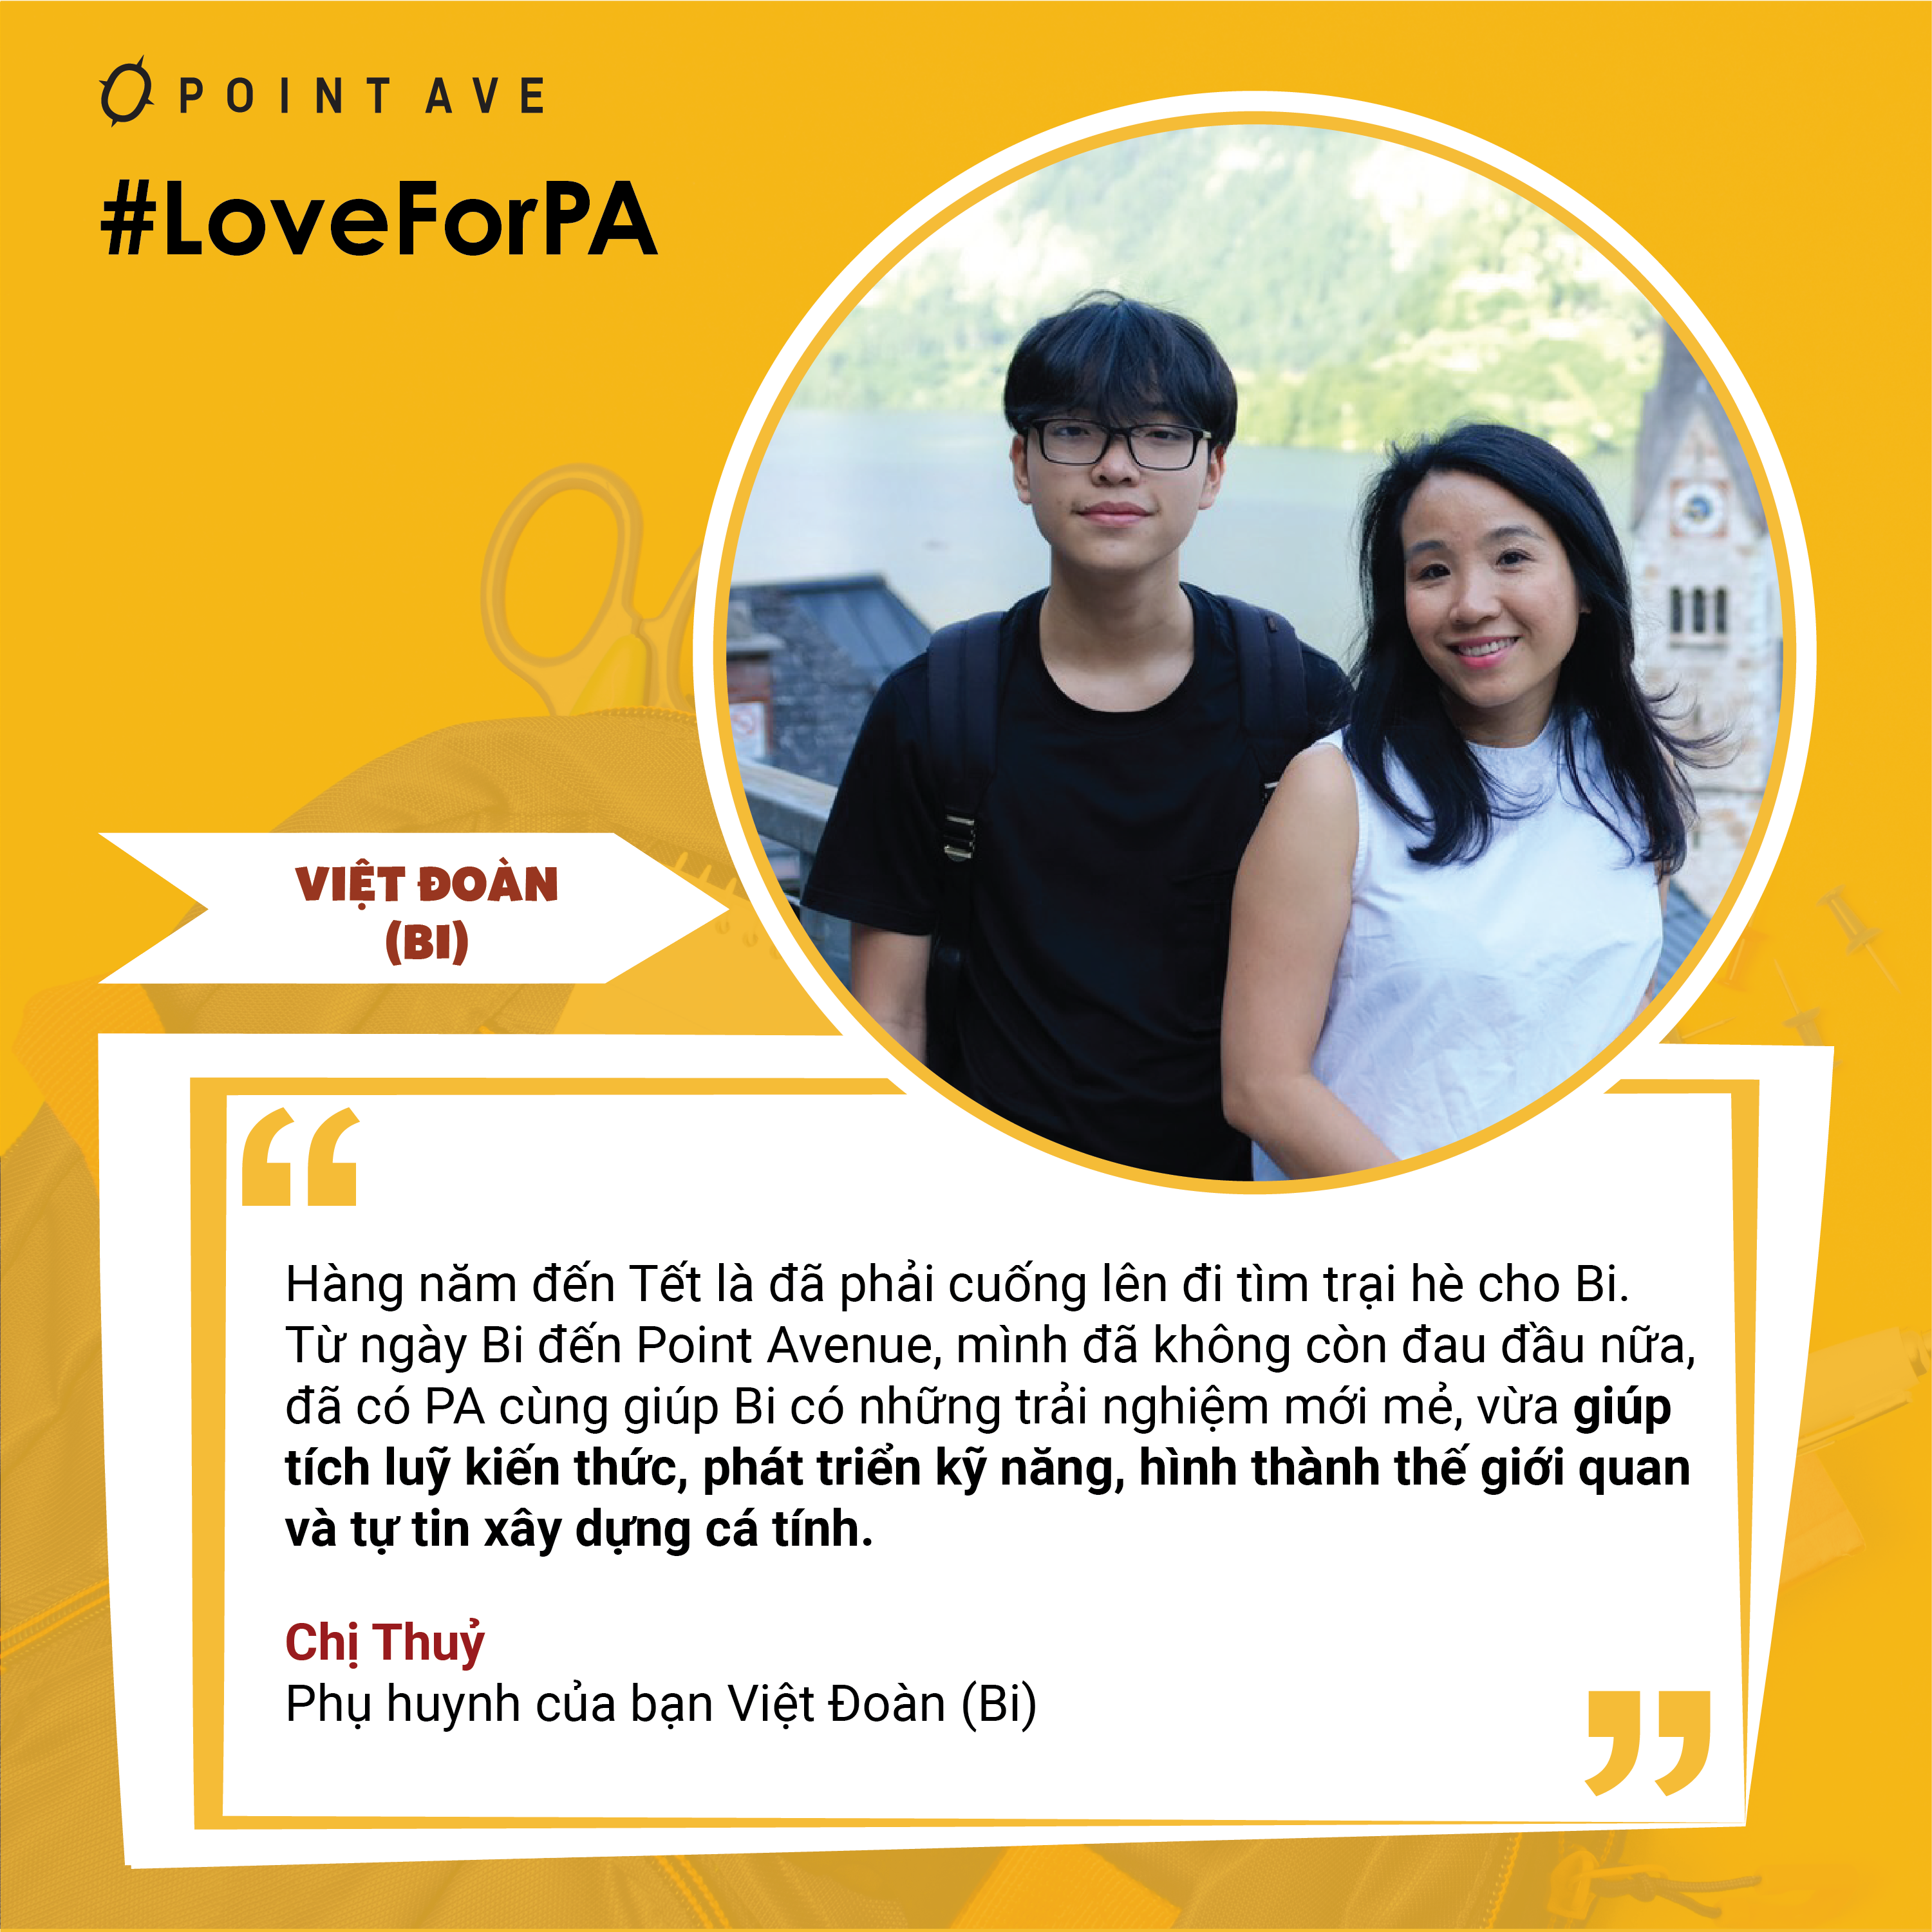 POINT AVE
#LoveForPA
VIỆT ĐOÀN
(BI)
“
Hàng năm đến Tết là đã phải cuống lên đi tìm trại hè cho Bi.
Từ ngày Bi đến Point Avenue, mình đã không còn đau đầu nữa,
đã có PA cùng giúp Bi có những trải nghiệm mới mẻ, vừa giúp
tích luỹ kiến thức, phát triển kỹ năng, hình thành thế giới quan
và tự tin xây dựng cá tính.
Chị Thuỷ
Phụ huynh của bạn Việt Đoàn (Bi)
”